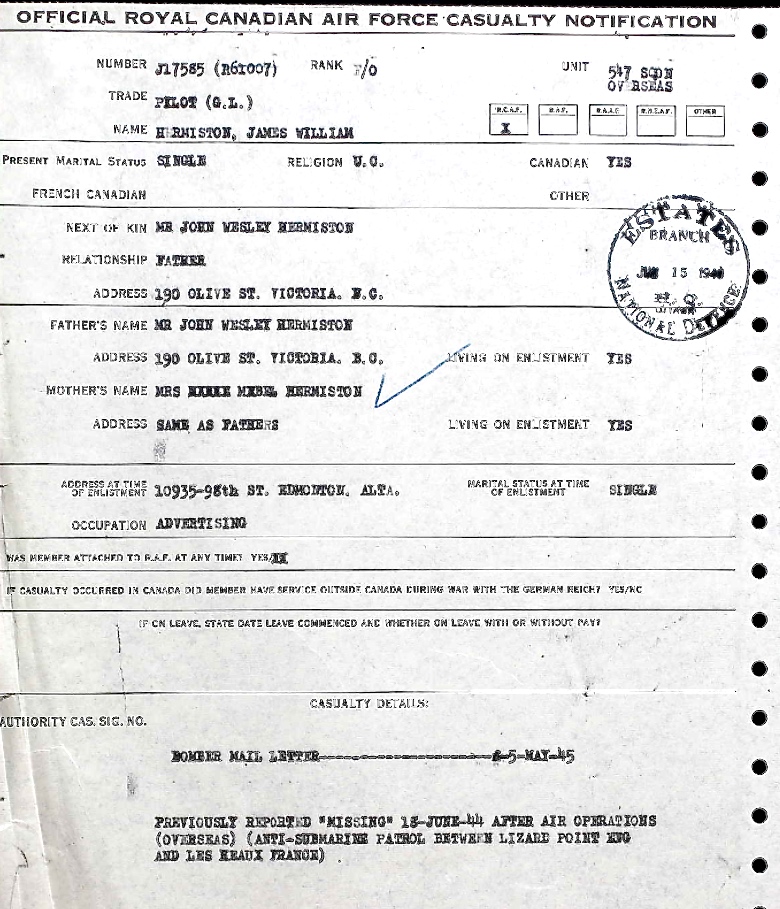 OFFICIAL ROYAL CANADIAN AIR FORCE CASUALTY NOTIFICATION
NUMBER J17585 (R61007) RANK F/O UNIT 547 SQDN
OVERSEAS
TRADE PILOT (G.L.)
R.C.A.F. R.A.F. R.A.A.F. R.N.Z.A.F. OTHER
X
NAME HERMISTON, JAMES WILLIAM
PRESENT MARITAL STATUS SINGLE RELIGION U.C. CANADIAN YES
FRENCH CANADIAN OTHER
NEXT OF KIN MR JOHN WESLEY HERMISTON
RELATIONSHIP FATHER
ADDRESS 190 OLIVE ST. VICTORIA. B.C.
ESTATES
BRANCH
15
H.Q.
OTTAWA
NATIONAL DEFENCE
FATHER'S NAME MR JOHN WESLEY HERMISTON
ADDRESS 190 OLIVE ST. VICTORIA. B.C. LIVING ON ENLISTMENT YES
MOTHER'S NAME MRS MABEL HERMISTON
ADDRESS SAME AS FATHERS LIVING ON ENLISTMENT YES
ADDRESS AT TIME OF ENLISTMENT 10935-98th ST. EDMONTON. ALTA. MARITAL STATUS AT TIME OF ENLISTMENT SINGLE
OCCUPATION ADVERTISING
WAS MEMBER ATTACHED TO R.A.F. AT ANY TIME? YES/
IF CASUALTY OCCURRED IN CANADA DID MEMBER HAVE SERVICE OUTSIDE CANADA DURING WAR WITH THE GERMAN REICH? YES/NO
IF ON LEAVE, STATE DATE LEAVE COMMENCED AND WHETHER ON LEAVE WITH OR WITHOUT PAY?
CASUALTY DETAILS:
AUTHORITY CAS. SIG. NO.
BOMBER MAIL LETTER-5-MAY-45
PREVIOUSLY REPORTED "MISSING" 18-JUNE-44 AFTER AIR OPERATIONS
(OVERSEAS) (ANTI-SUBMARINE PATROL BETWEEN LIZARD POINT ENG
AND LES HEAUX FRANCE)